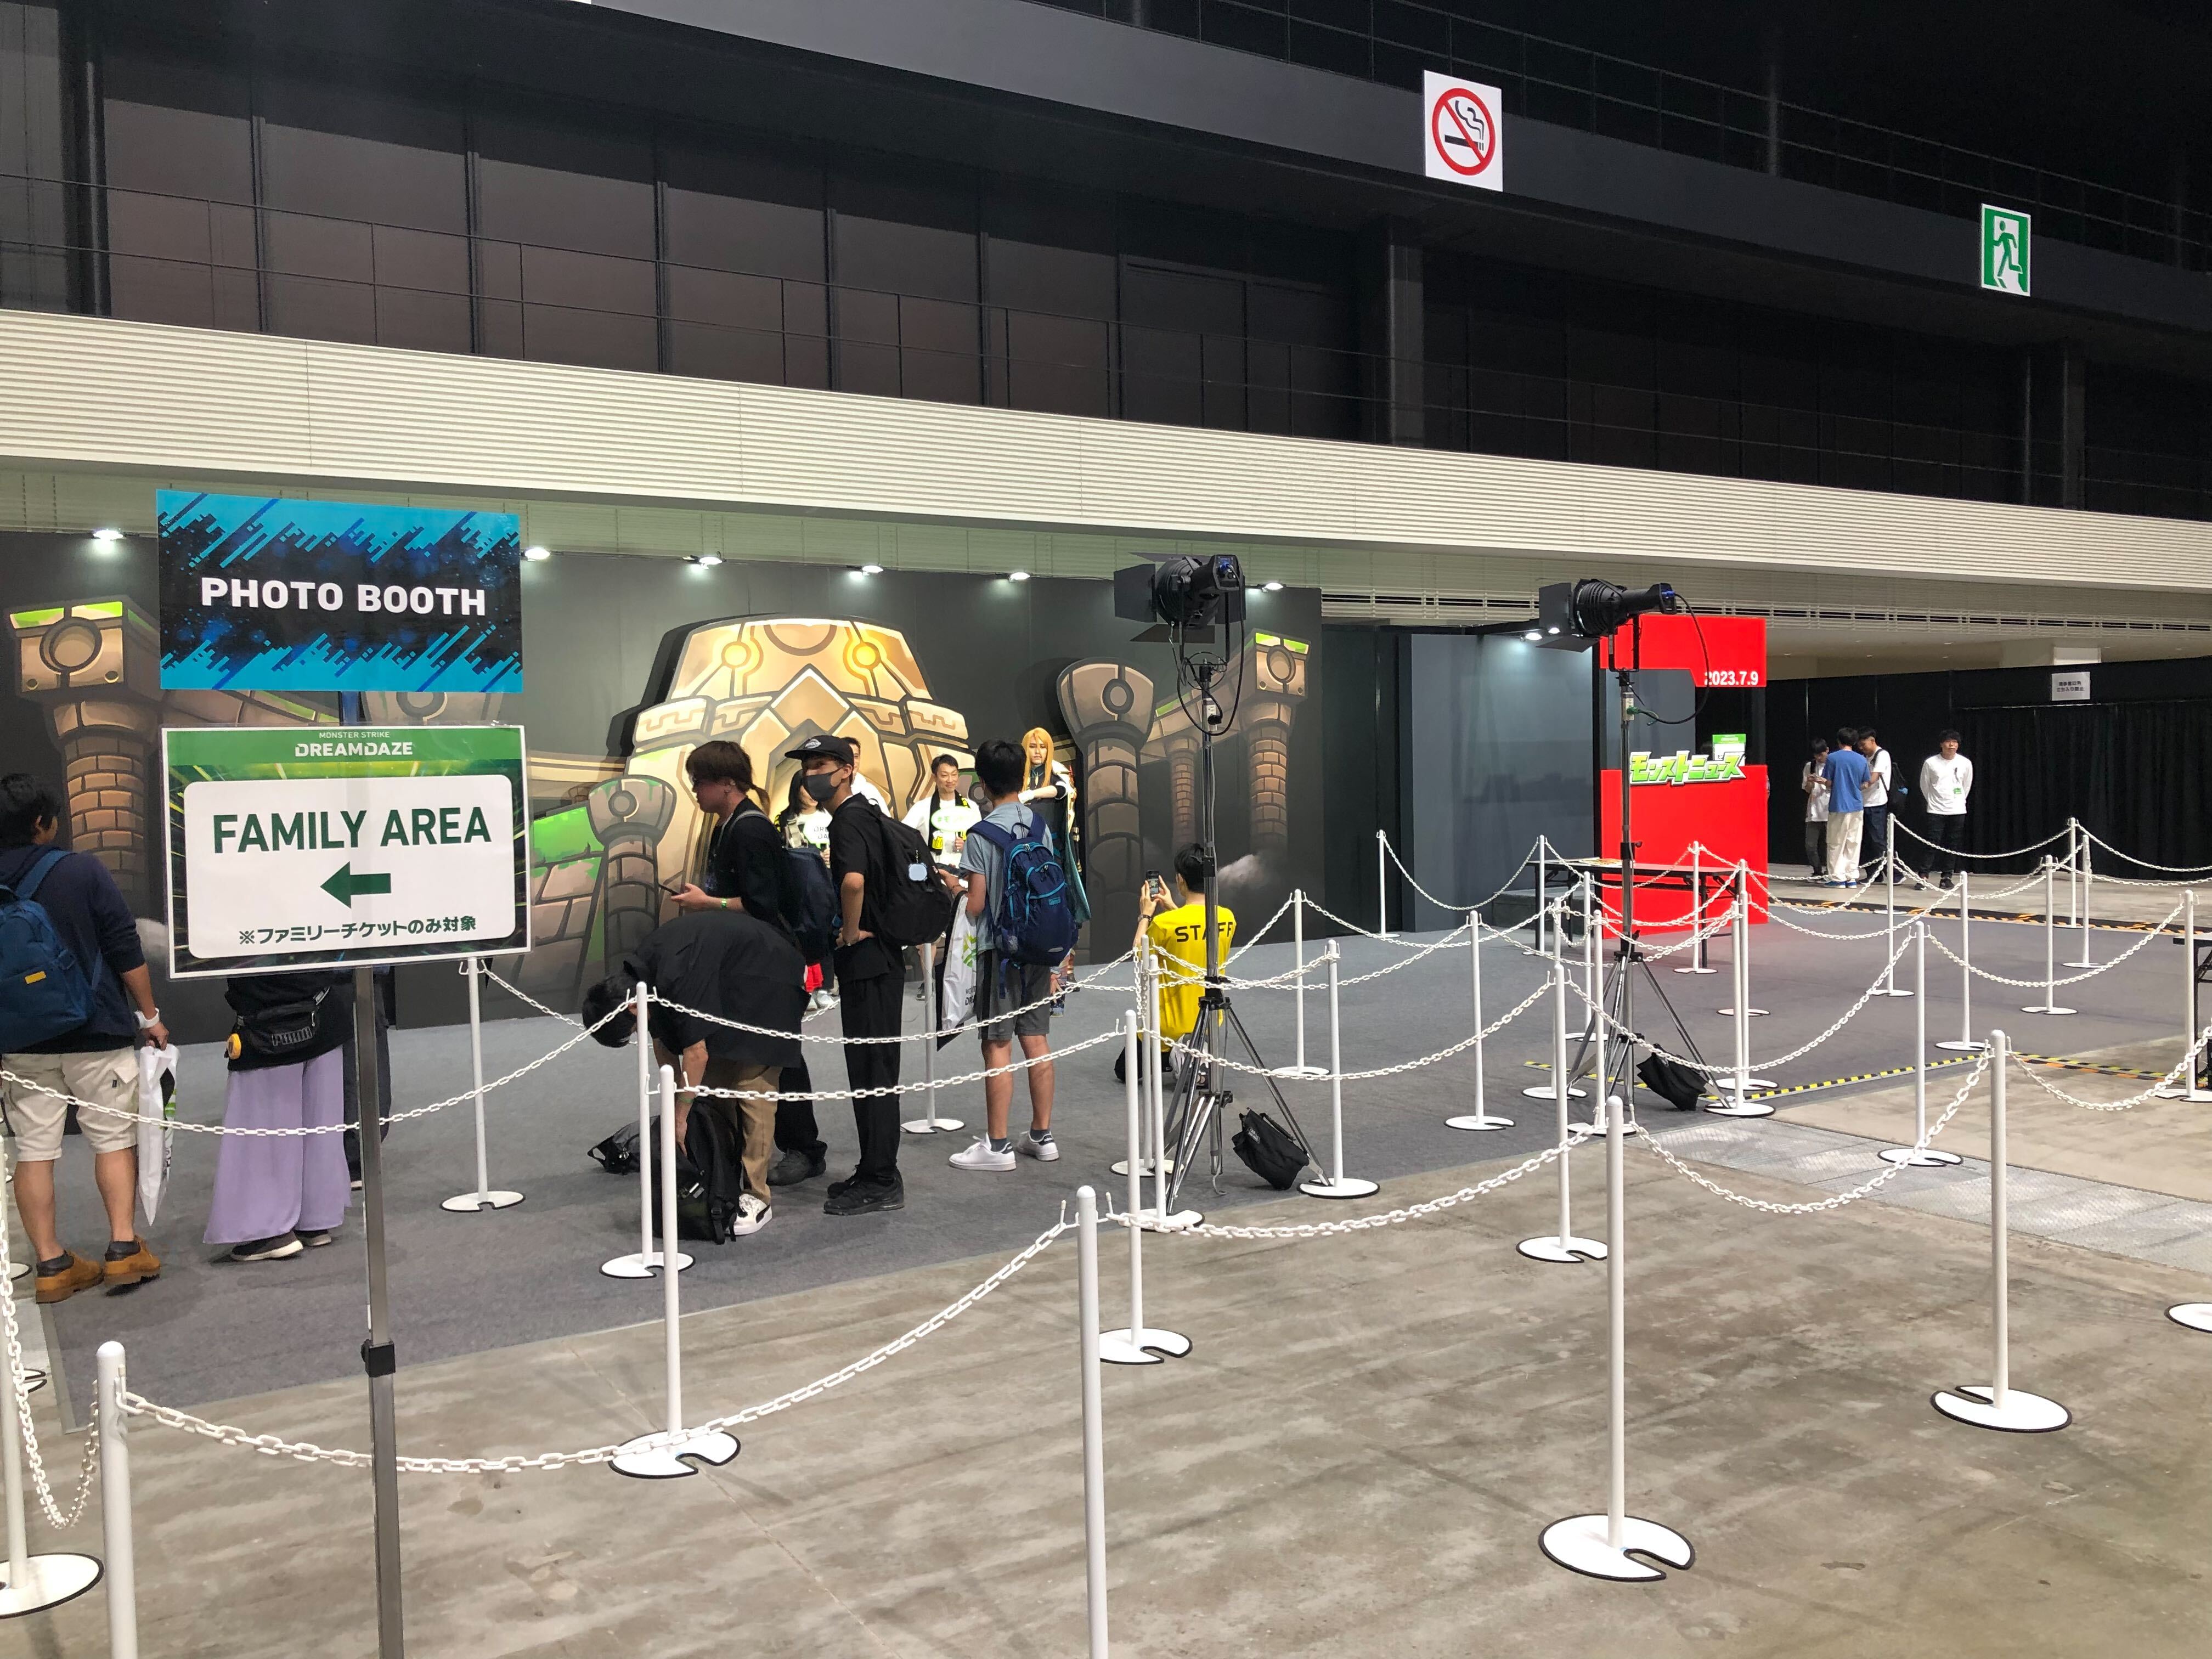 PHOTO BOOTH
MONSTER STRIKE
DREAMDAZE
FAMILY AREA
※ファミリーチケットのみ対象
STAFF
2023.7.9
モンストニュース